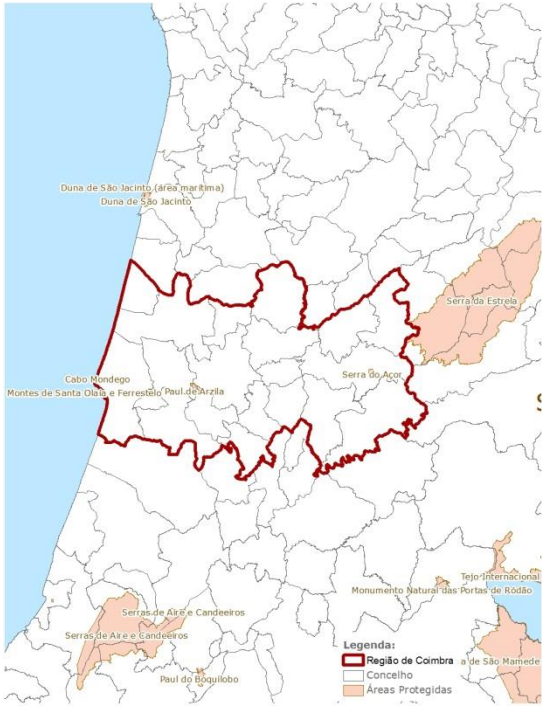 Duna de São Jacinto (área marítima)
Duna de São Jacinto
Serra da Estrela
Cabo Mondego
Serra do Açor
Montes de Santa Olaia e Ferrestelo
Paul de Arzila
S
Tejo Internacional
Monumento Natural das Portas de Ródão
Serras de Aire e Candeeiros
Serras de Aire e Candeeiros
Paul do Boquilobo
a de São Mamede
Legenda:
Região de Coimbra
Concelho
Áreas Protegidas